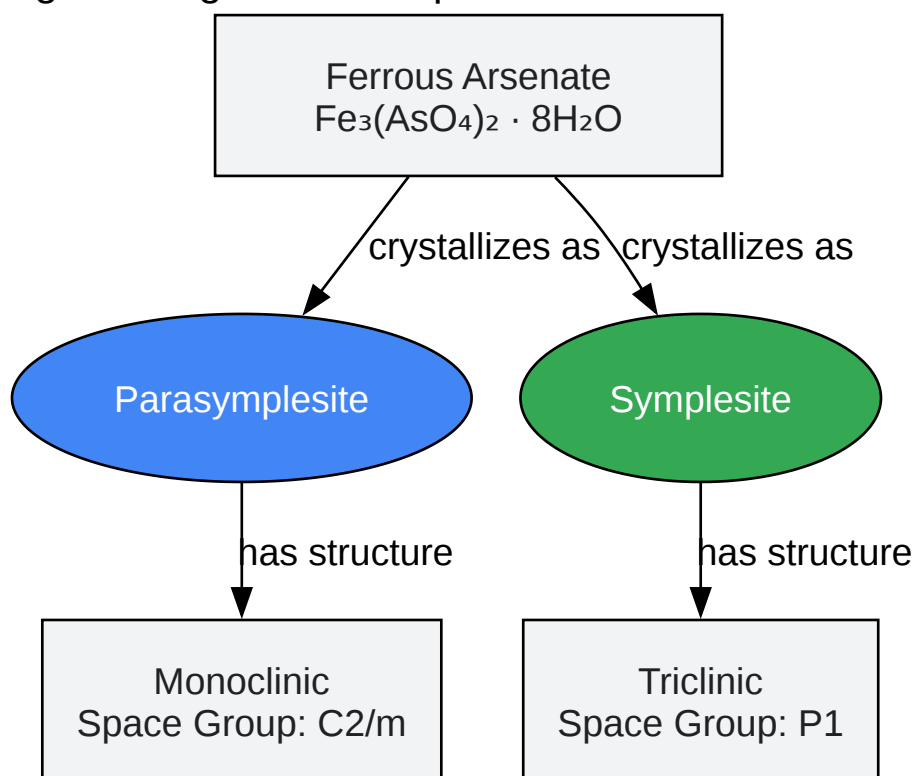 Ferrous Arsenate
Fe₃(AsO₄)₂ · 8H₂O
crystallizes as crystallizes as
Parasymplesite
Symplesite
has structure
has structure
Monoclinic
Space Group: C2/m
Triclinic
Space Group: P1